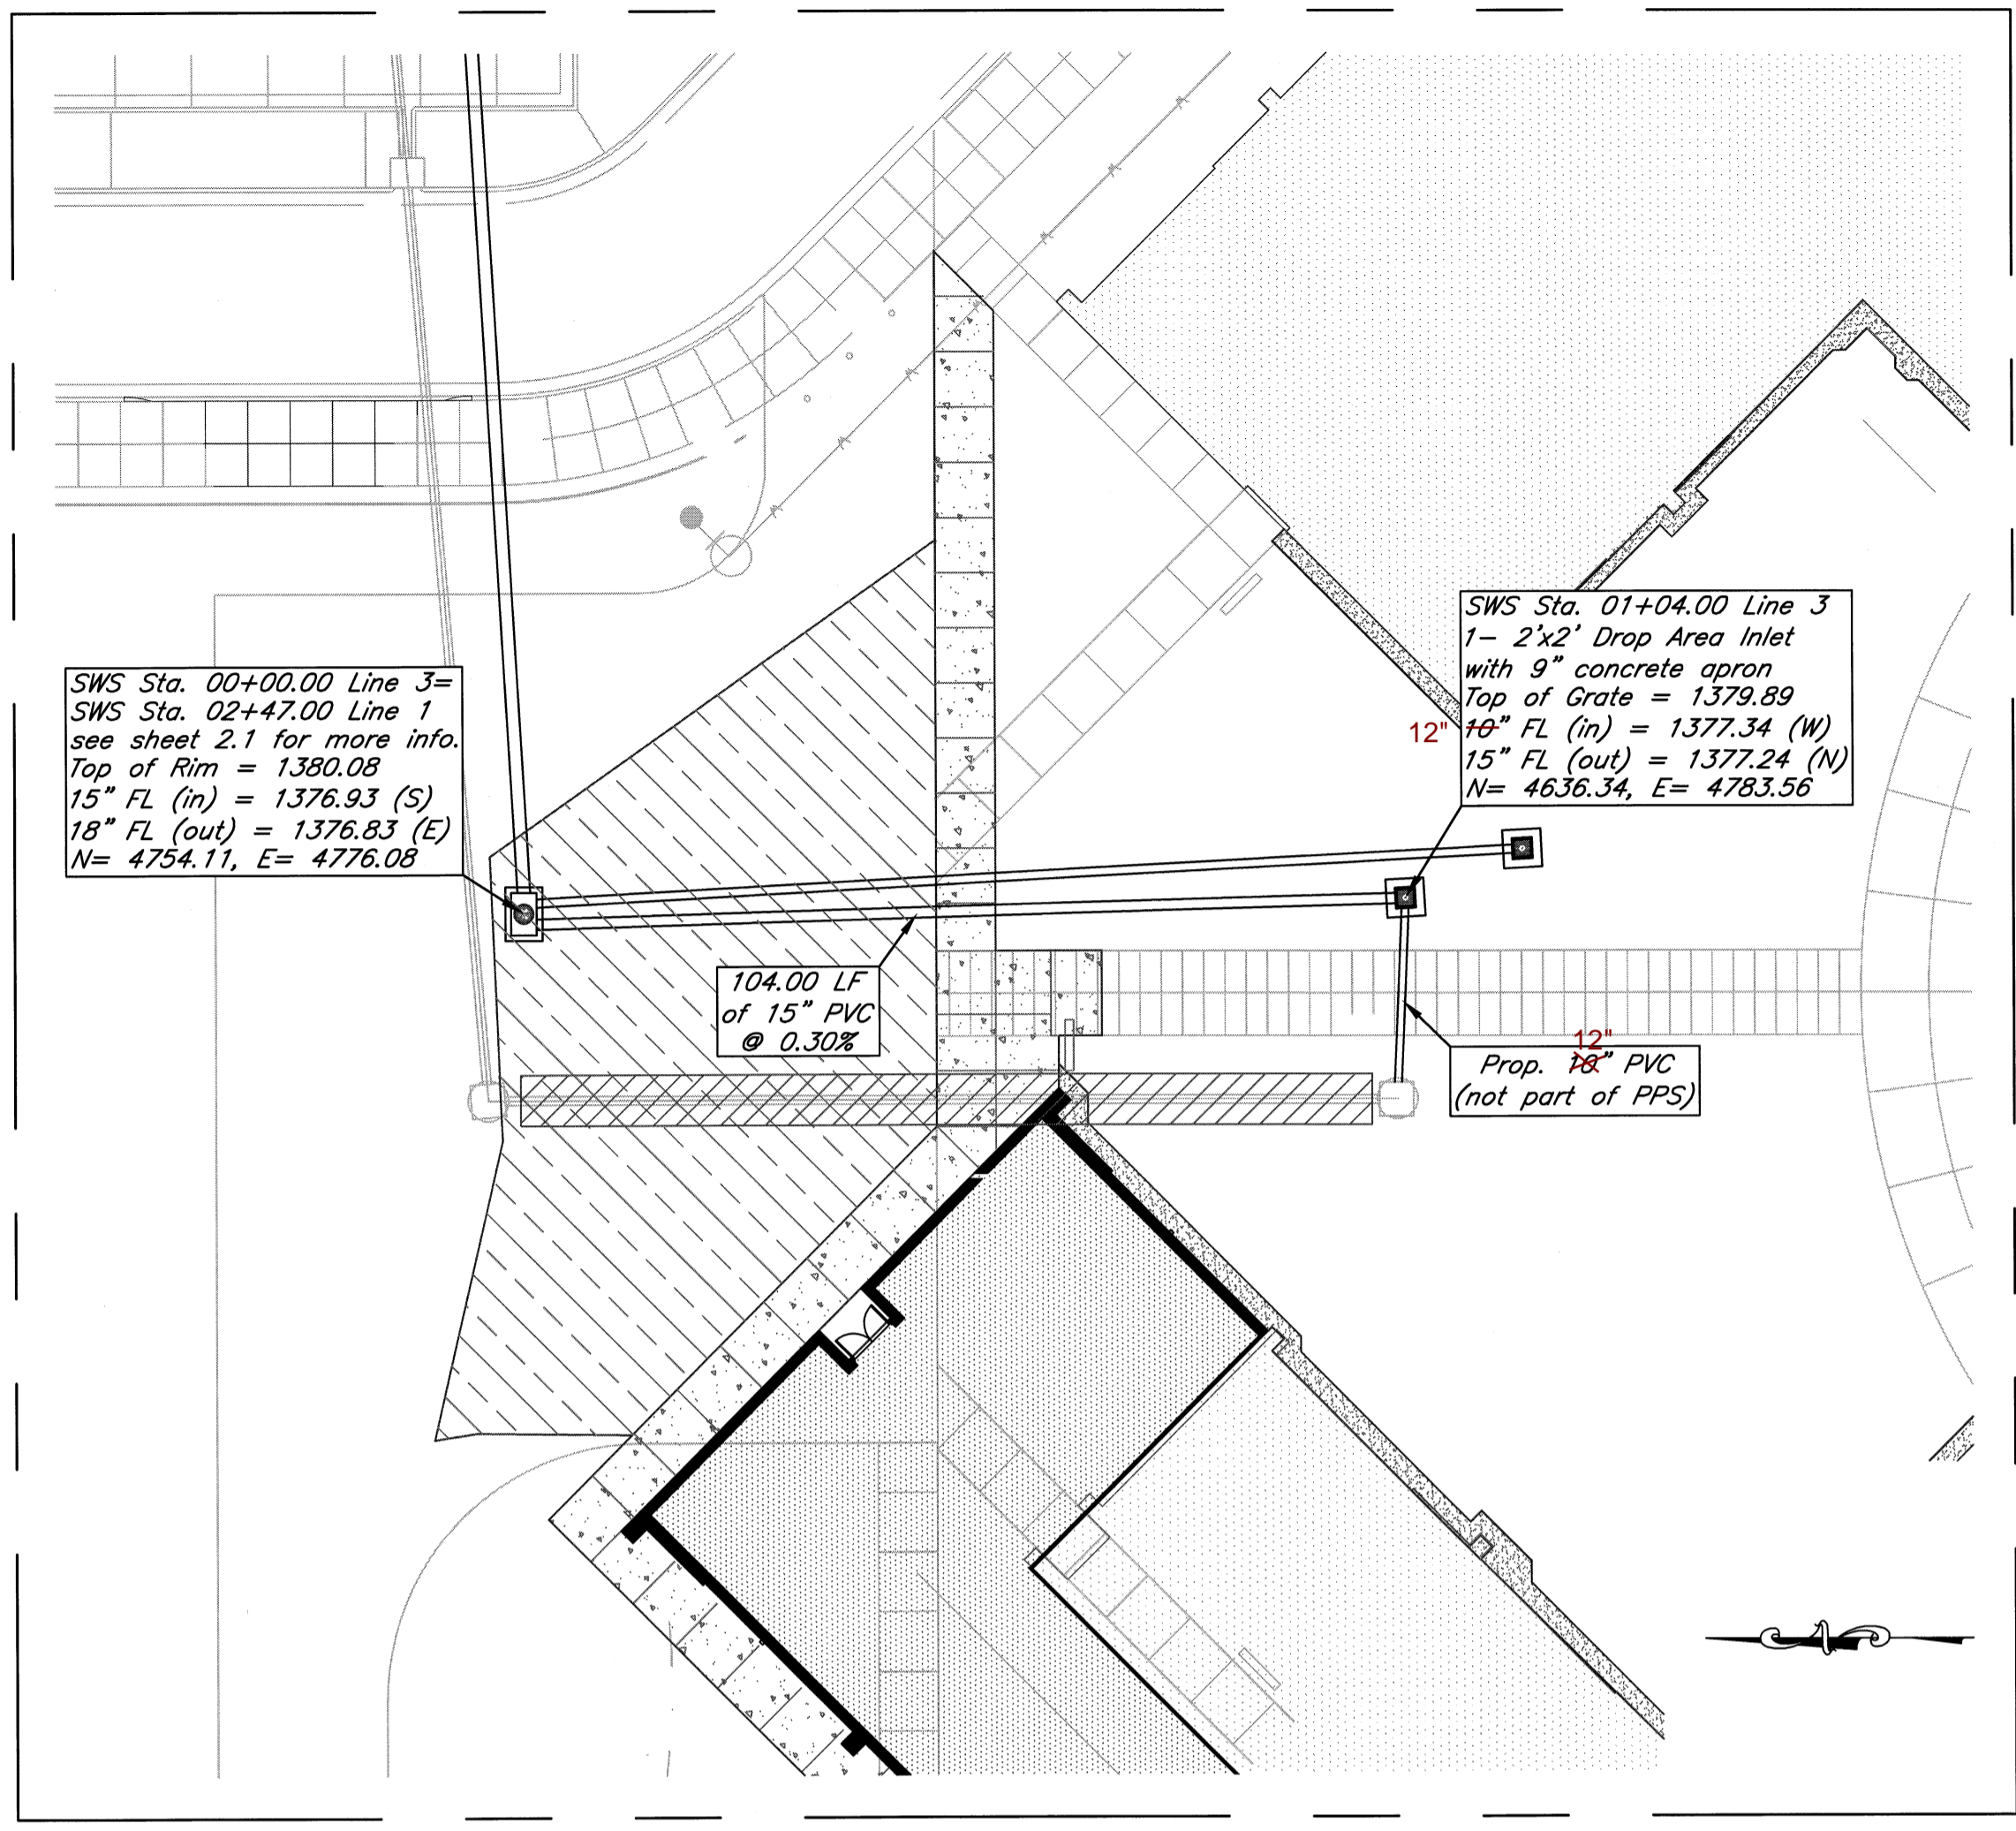 SWS Sta. 00+00.00 Line 3=
SWS Sta. 02+47.00 Line 1
see sheet 2.1 for more info.
Top of Rim = 1380.08
15" FL (in) = 1376.93 (S)
18" FL (out) = 1376.83 (E)
N= 4754.11, E= 4776.08
SWS Sta. 01+04.00 Line 3
1- 2'x2' Drop Area Inlet
with 9" concrete apron
Top of Grate = 1379.89
12" 10" FL (in) = 1377.34 (W)
15" FL (out) = 1377.24 (N)
N= 4636.34, E= 4783.56
104.00 LF
of 15" PVC
@ 0.30%
12"
Prop. 10" PVC
(not part of PPS)
N